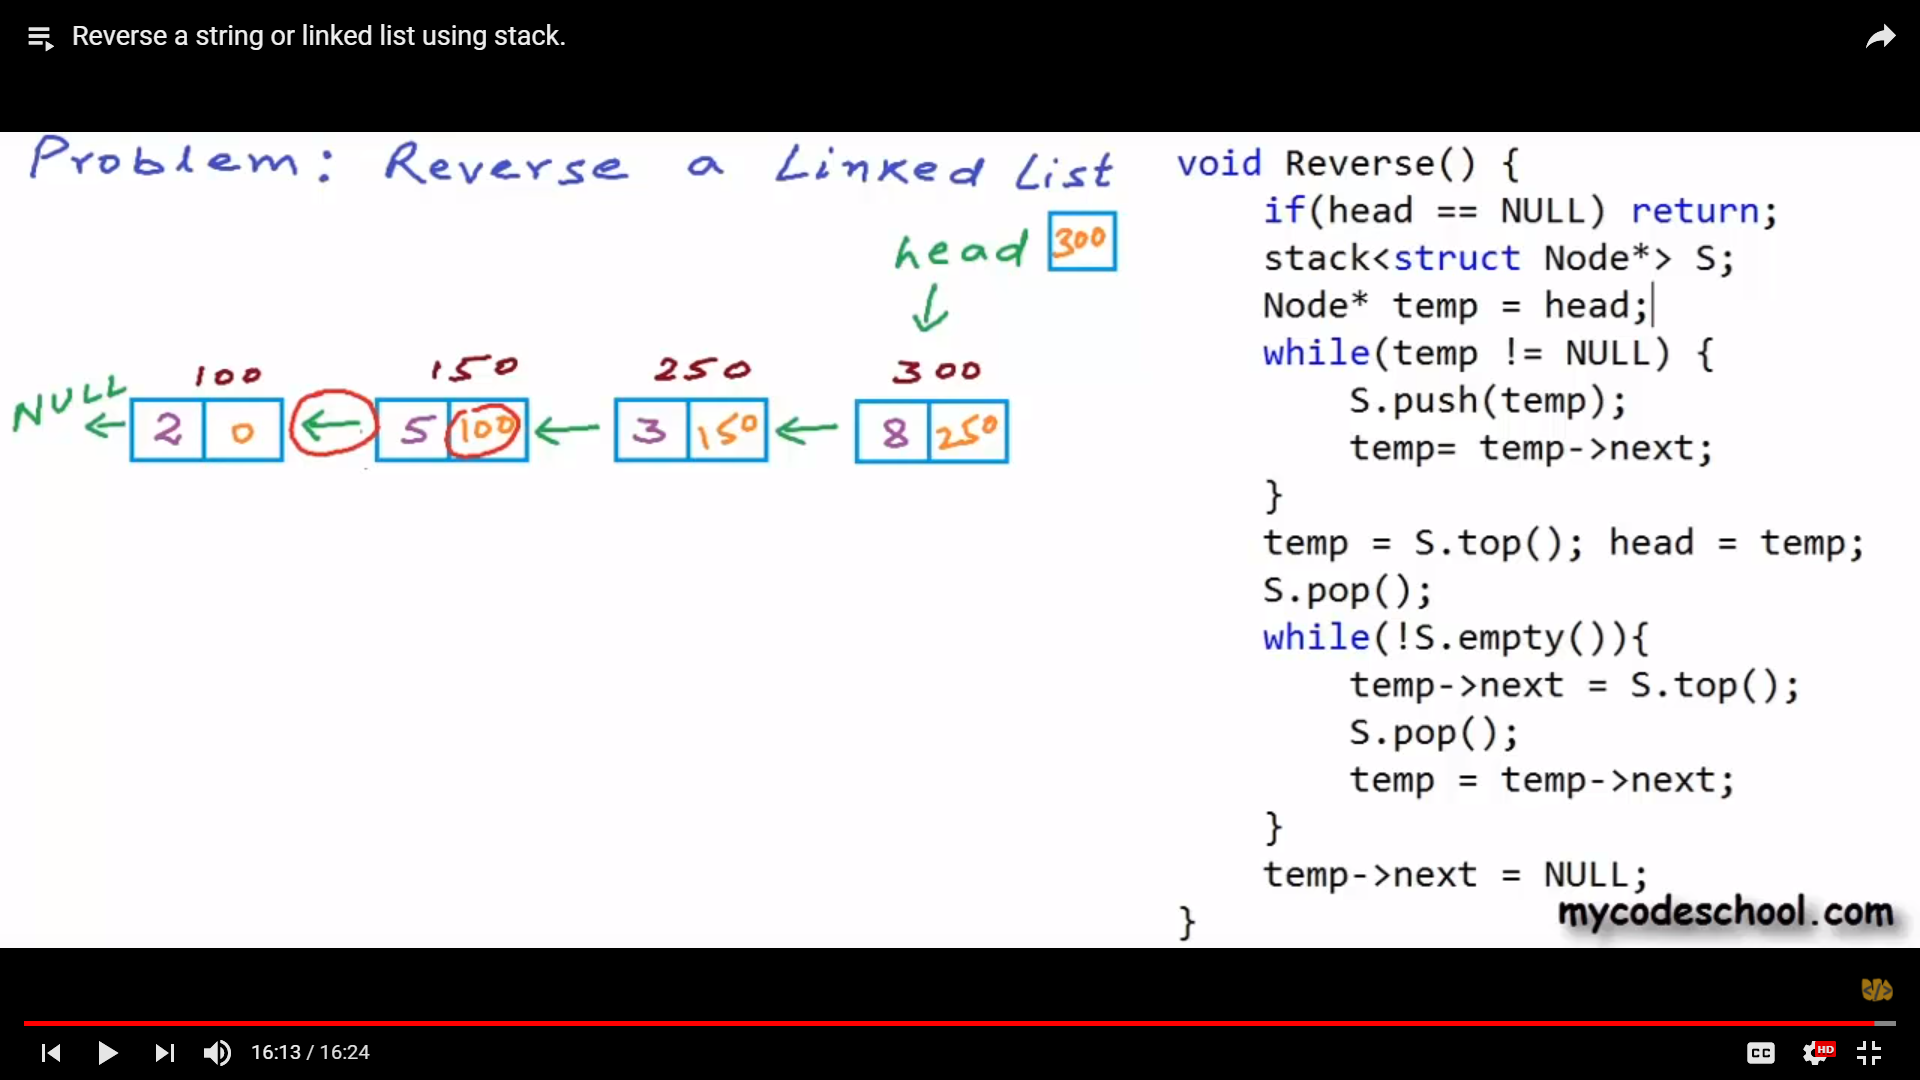 Reverse a string or linked list using stack.
Problem: Reverse a Linked List
head 300
100 150 250 300
NULL 2 0 5 100 3 150 8 250
void Reverse() {
if(head == NULL) return;
stack<struct Node*> S;
Node* temp = head;
while(temp != NULL) {
S.push(temp);
temp= temp->next;
}
temp = S.top(); head = temp;
S.pop();
while(!S.empty()){
temp->next = S.top();
S.pop();
temp = temp->next;
}
temp->next = NULL;
}
mycodeschool.com
</>
16:13 / 16:24
CC
HD